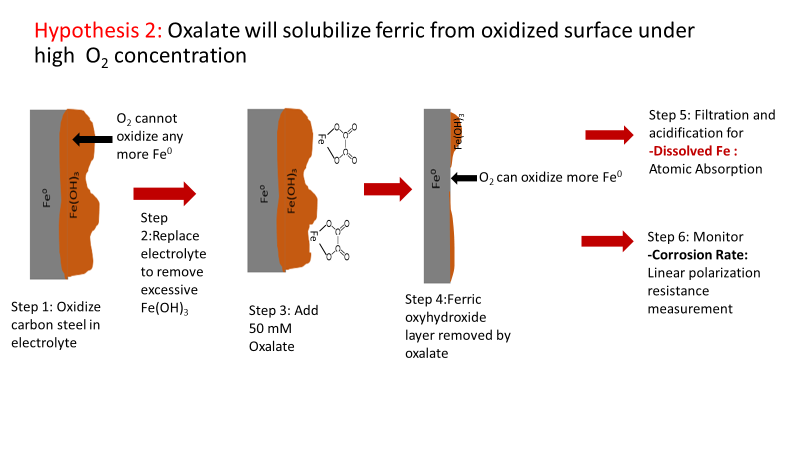 Hypothesis 2: Oxalate will solubilize ferric from oxidized surface under
high O₂ concentration
O₂ cannot
oxidize any
more Fe⁰
Fe⁰
Fe(OH)₃
Step 1: Oxidize
carbon steel in
electrolyte
Step
2:Replace
electrolyte
to remove
excessive
Fe(OH)₃
Fe⁰
Fe(OH)₃
Fe
O
O
C
C
O
O
Fe
O
O
C
C
O
O
Step 3: Add
50 mM
Oxalate
Fe⁰
Fe(OH)₃
O₂ can oxidize more Fe⁰
Step 4:Ferric
oxyhydroxide
layer removed by
oxalate
Step 5: Filtration and
acidification for
-Dissolved Fe :
Atomic Absorption
Step 6: Monitor
-Corrosion Rate:
Linear polarization
resistance
measurement